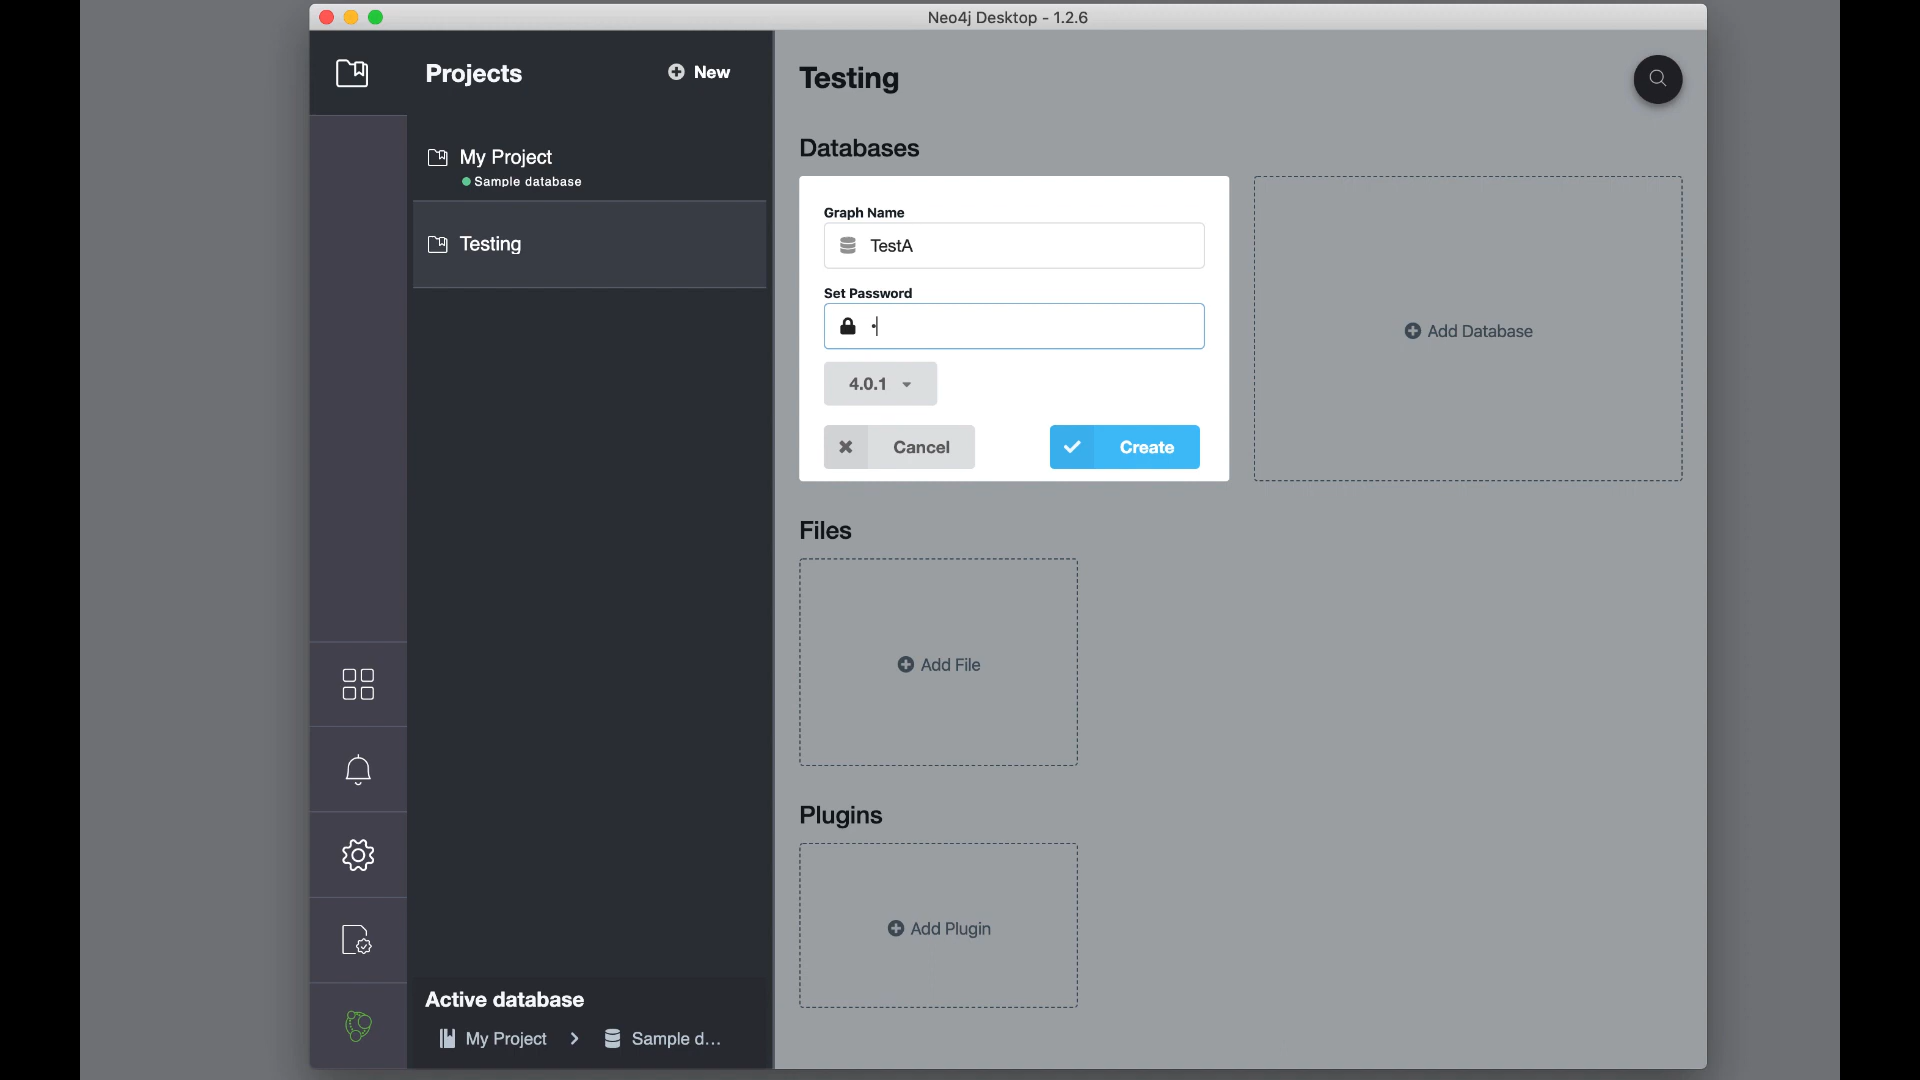 Neo4j Desktop - 1.2.6
Projects
New
My Project
Sample database
Testing
Active database
My Project
Sample d...
Testing
Databases
Graph Name
TestA
Set Password
•
4.0.1
Cancel
Create
Add Database
Files
Add File
Plugins
Add Plugin